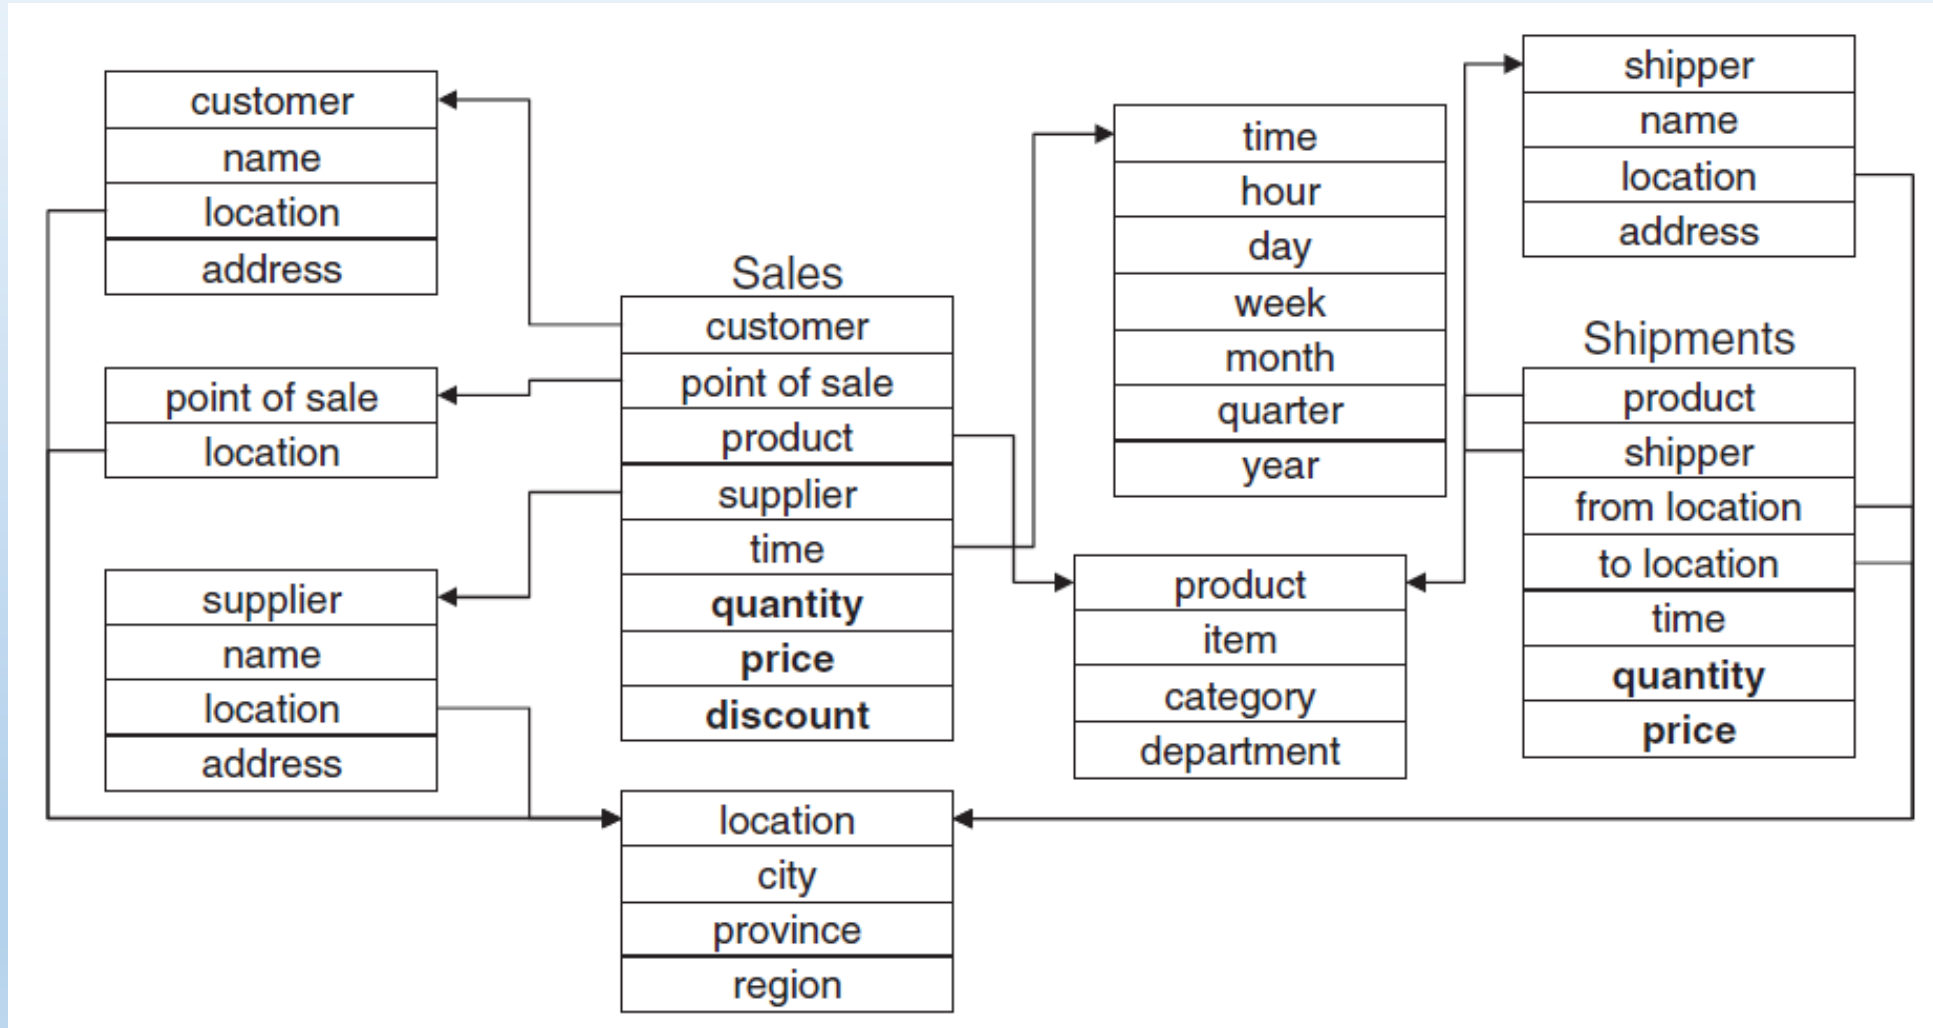 customer
name
location
address
point of sale
location
supplier
name
location
address
Sales
customer
point of sale
product
supplier
time
quantity
price
discount
location
city
province
region
time
hour
day
week
month
quarter
year
product
item
category
department
shipper
name
location
address
Shipments
product
shipper
from location
to location
time
quantity
price